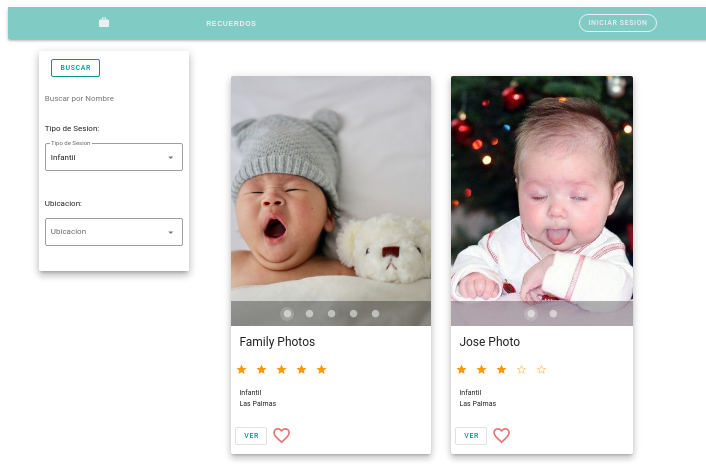 RECUERDOS
INICIAR SESION
BUSCAR
Buscar por Nombre
Tipo de Sesion:
Tipo de Sesion
Infantil
Ubicacion:
Ubicacion
Family Photos
Infantil
Las Palmas
VER
Jose Photo
Infantil
Las Palmas
VER